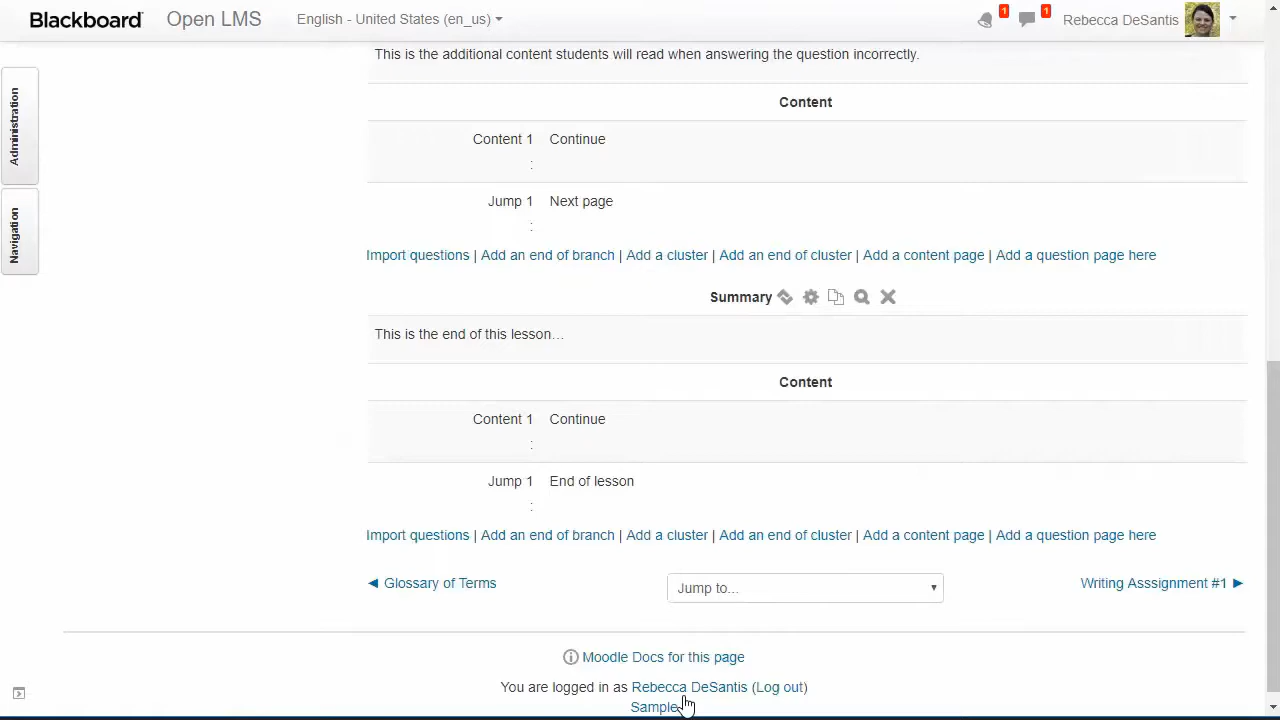 Blackboard Open LMS English - United States (en_us) 1 1 Rebecca DeSantis
Administration
Navigation
This is the additional content students will read when answering the question incorrectly.
Content
Content 1 Continue
:
Jump 1 Next page
:
Import questions | Add an end of branch | Add a cluster | Add an end of cluster | Add a content page | Add a question page here
Summary
This is the end of this lesson...
Content
Content 1 Continue
:
Jump 1 End of lesson
:
Import questions | Add an end of branch | Add a cluster | Add an end of cluster | Add a content page | Add a question page here
◀ Glossary of Terms Jump to... Writing Asssignment #1 ▶
Moodle Docs for this page
You are logged in as Rebecca DeSantis (Log out)
Sample